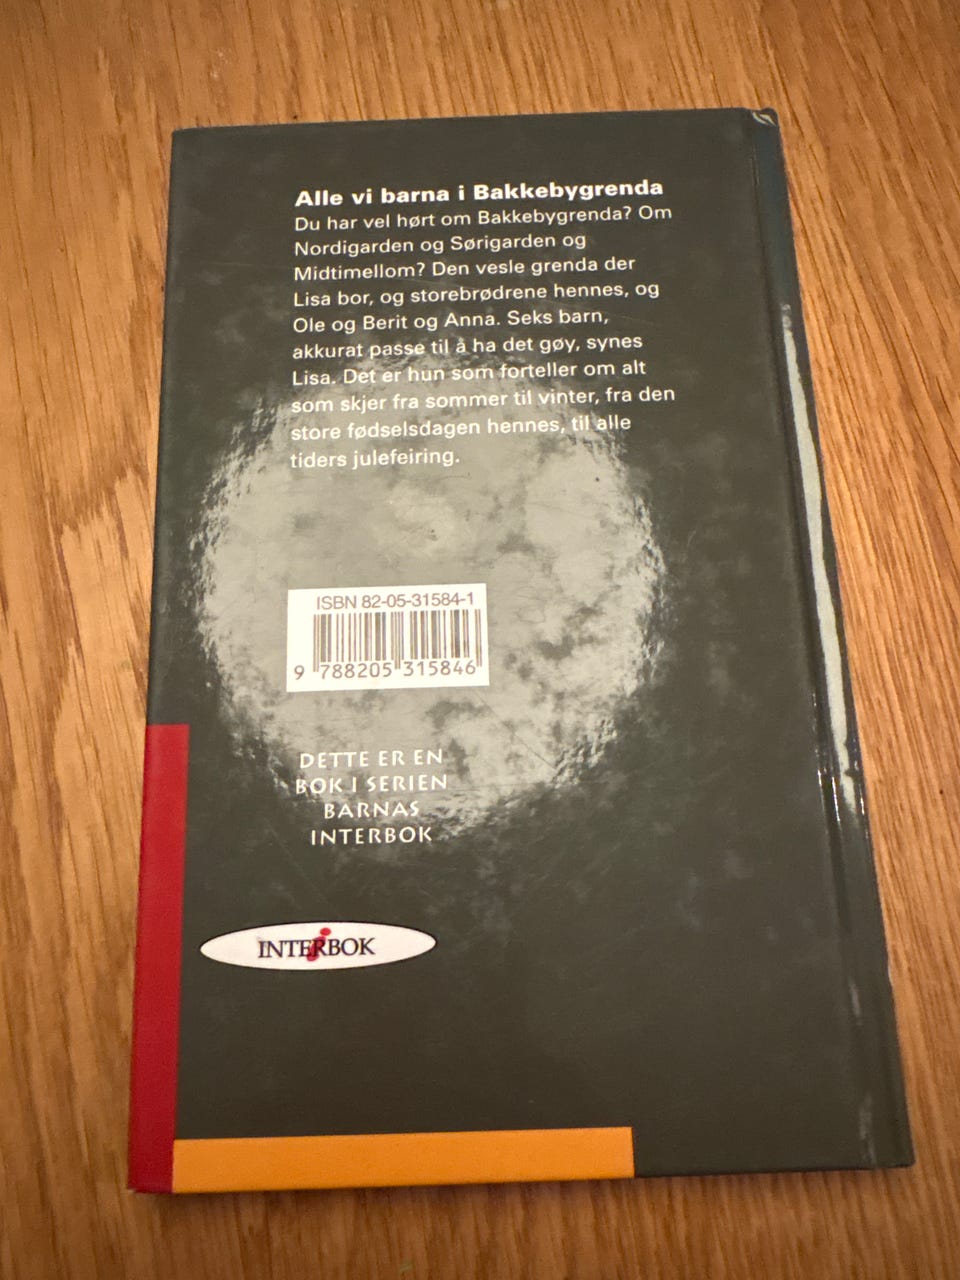 Alle vi barna i Bakkebygrenda
Du har vel hørt om Bakkebygrenda? Om
Nordigarden og Sørigarden og
Midtimellom? Den vesle grenda der
Lisa bor, og storebrødrene hennes, og
Ole og Berit og Anna. Seks barn,
akkurat passe til å ha det gøy, synes
Lisa. Det er hun som forteller om alt
som skjer fra sommer til vinter, fra den
store fødselsdagen hennes, til alle
tiders julefeiring.
ISBN 82-05-31584-1
9 788205 315846
DETTE ER EN
BOK I SERIEN
BARNAS
INTERBOK
INTERBOK